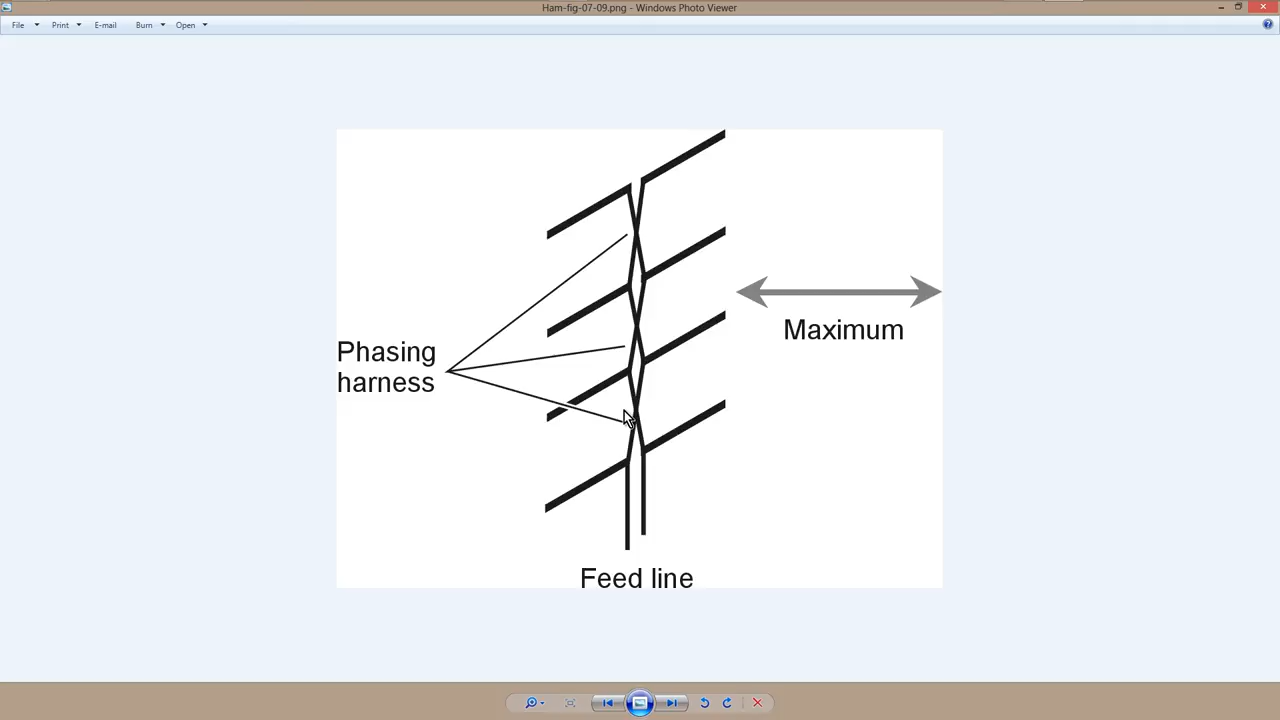 Ham-fig-07-09.png - Windows Photo Viewer
File Print E-mail Burn Open
Maximum
Phasing
harness
Feed line